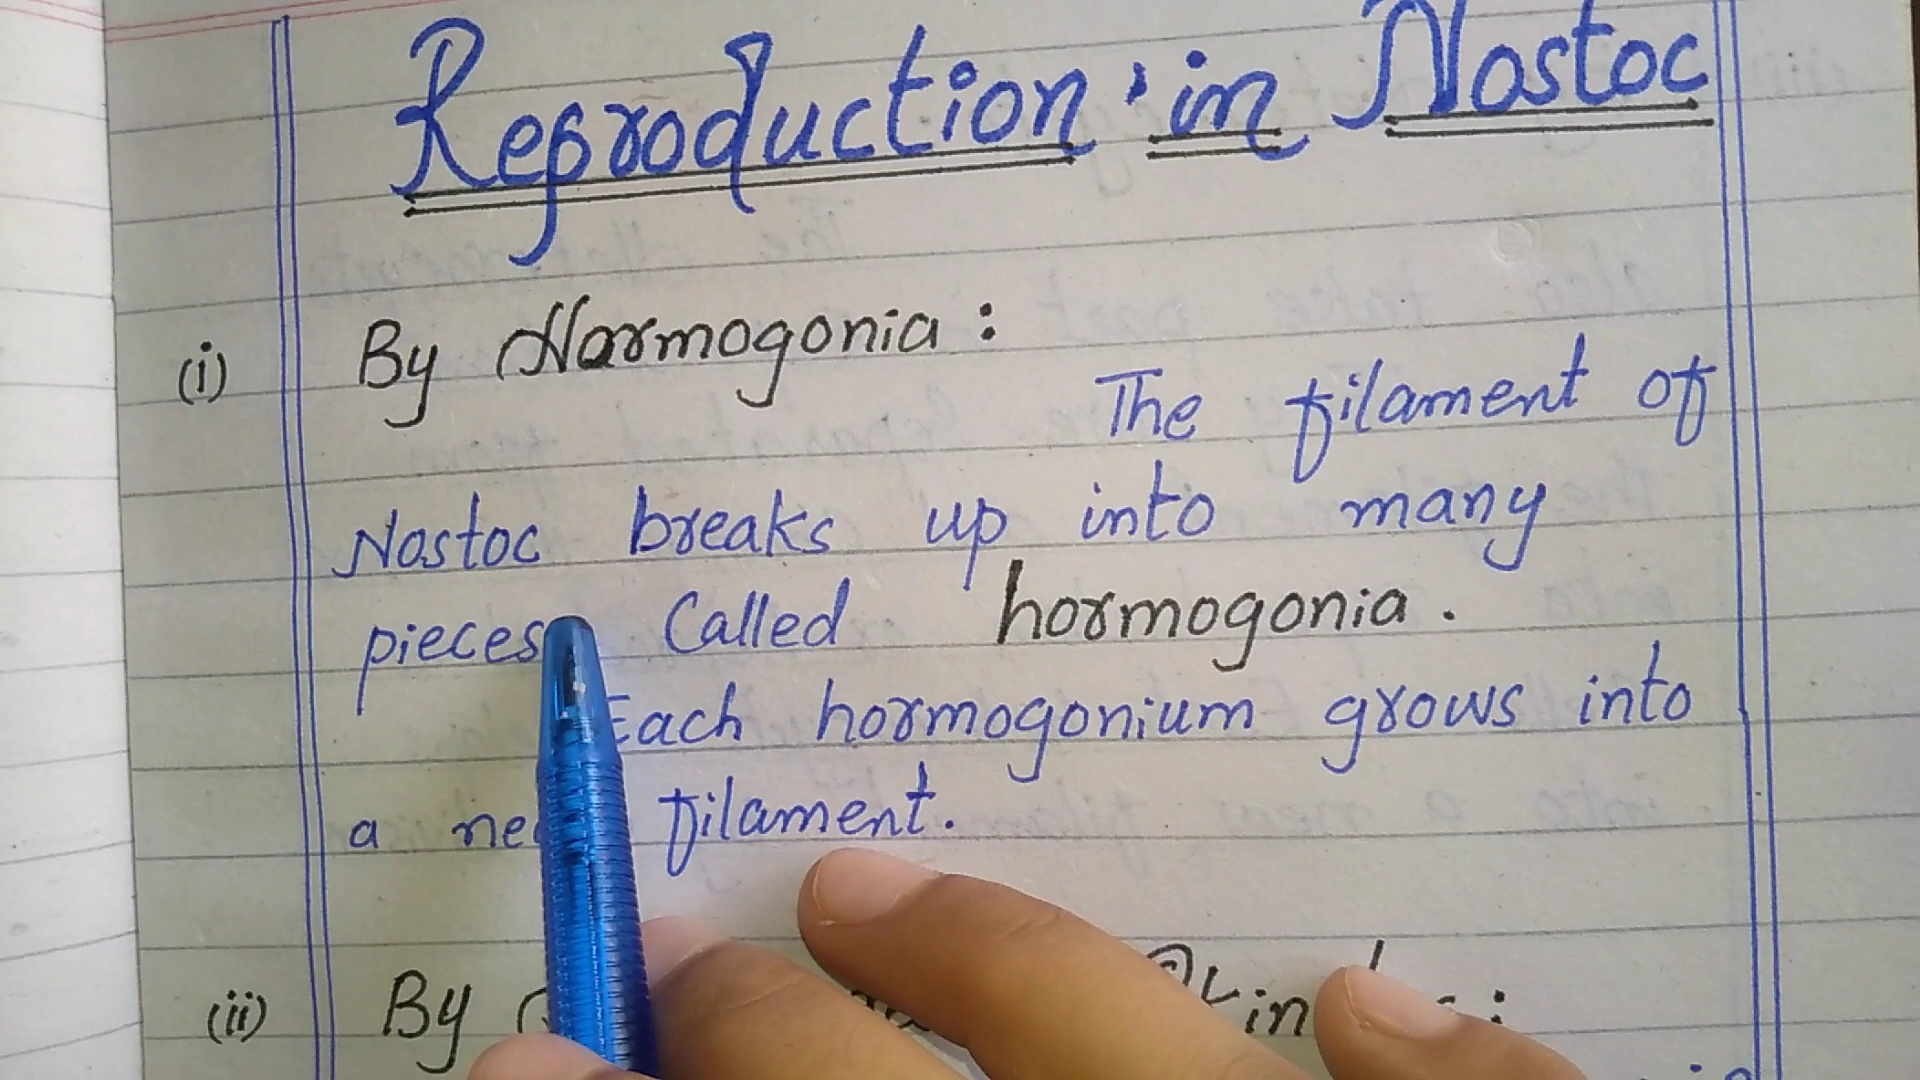 Reproduction in Nostoc
(i) By Hormogonia :
The filament of
Nostoc breaks up into many
pieces Called hormogonia.
Each hormogonium grows into
a filament.
(ii) By